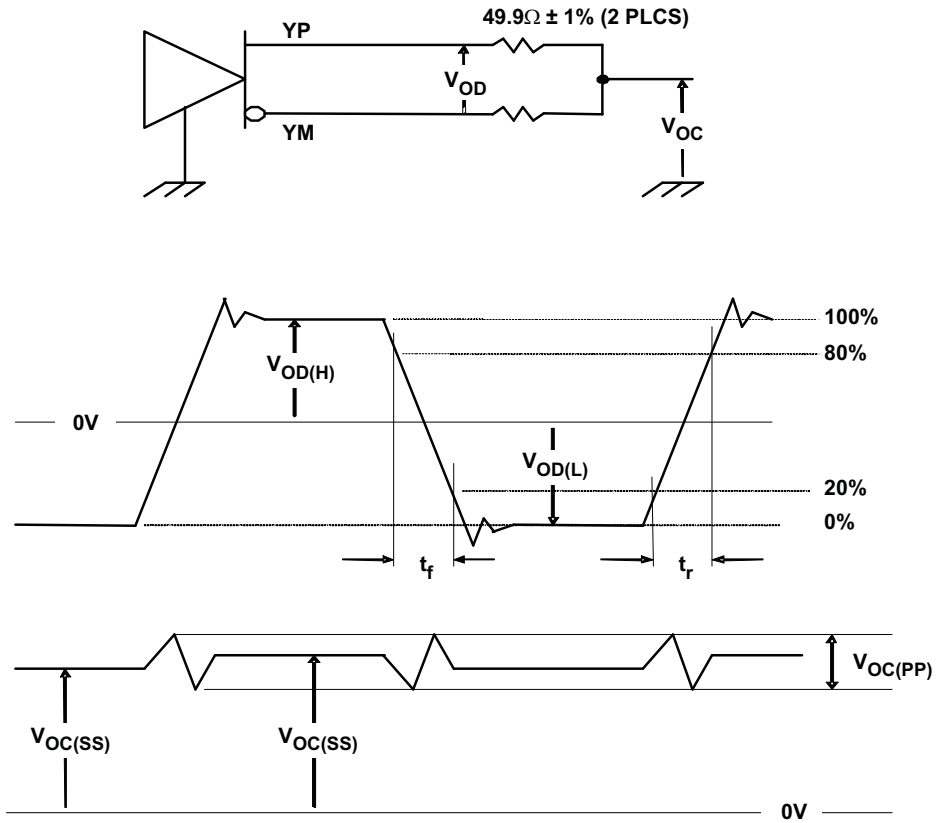 49.9Ω ± 1% (2 PLCS)
YP
VOD
YM
VOC
100%
80%
VOD(H)
0V
VOD(L)
20%
0%
tf
tr
VOC(PP)
VOC(SS)
VOC(SS)
0V